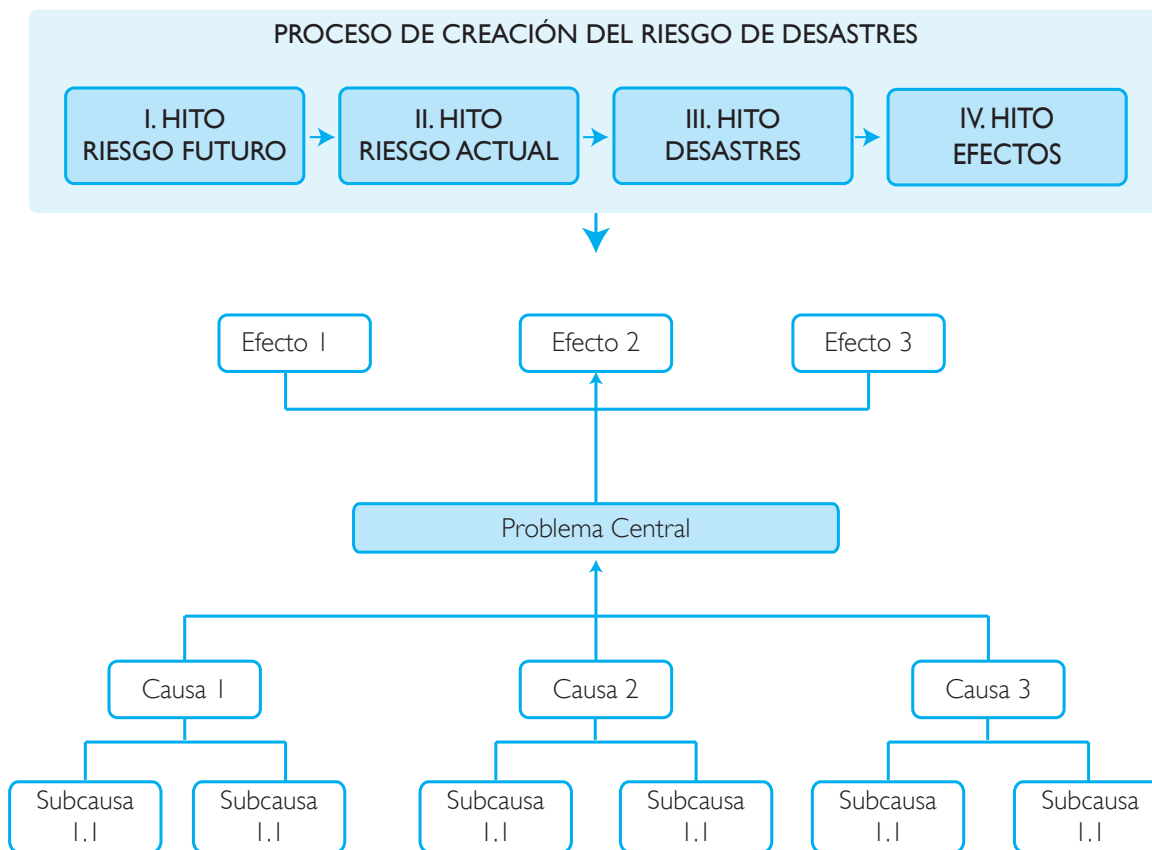 PROCESO DE CREACIÓN DEL RIESGO DE DESASTRES
I. HITO
RIESGO FUTURO
II. HITO
RIESGO ACTUAL
III. HITO
DESASTRES
IV. HITO
EFECTOS
Efecto 1
Efecto 2
Efecto 3
Problema Central
Causa 1
Causa 2
Causa 3
Subcausa
1.1
Subcausa
1.1
Subcausa
1.1
Subcausa
1.1
Subcausa
1.1
Subcausa
1.1